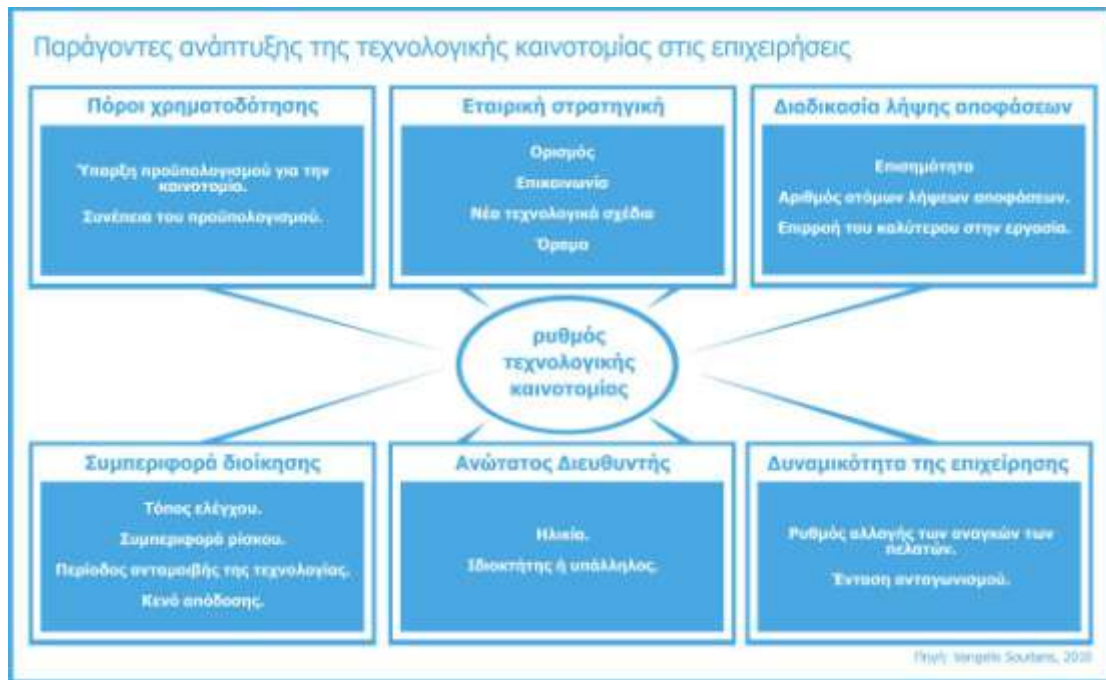 Παράγοντες ανάπτυξης της τεχνολογικής καινοτομίας στις επιχειρήσεις
Πόροι χρηματοδότησης
Ύπαρξη προϋπολογισμού για την
καινοτομία.
Συνέπεια του προϋπολογισμού.
Εταιρική στρατηγική
Ορισμός
Επικοινωνία
Νέα τεχνολογικά σχέδια
Όραμα
Διαδικασία λήψης αποφάσεων
Επισημότητα
Αριθμός ατόμων λήψεων αποφάσεων.
Επιρροή του καλύτερου στην εργασία.
ρυθμός
τεχνολογικής
καινοτομίας
Συμπεριφορά διοίκησης
Τόπος ελέγχου.
Συμπεριφορά ρίσκου.
Περίοδος ανταμοιβής της τεχνολογίας.
Κενό απόδοσης.
Ανώτατος Διευθυντής
Ηλικία.
Ιδιοκτήτης ή υπάλληλος.
Δυναμικότητα της επιχείρησης
Ρυθμός αλλαγής των αναγκών των
πελατών.
Ένταση ανταγωνισμού.
Πηγή: Vangelis Souitaris,